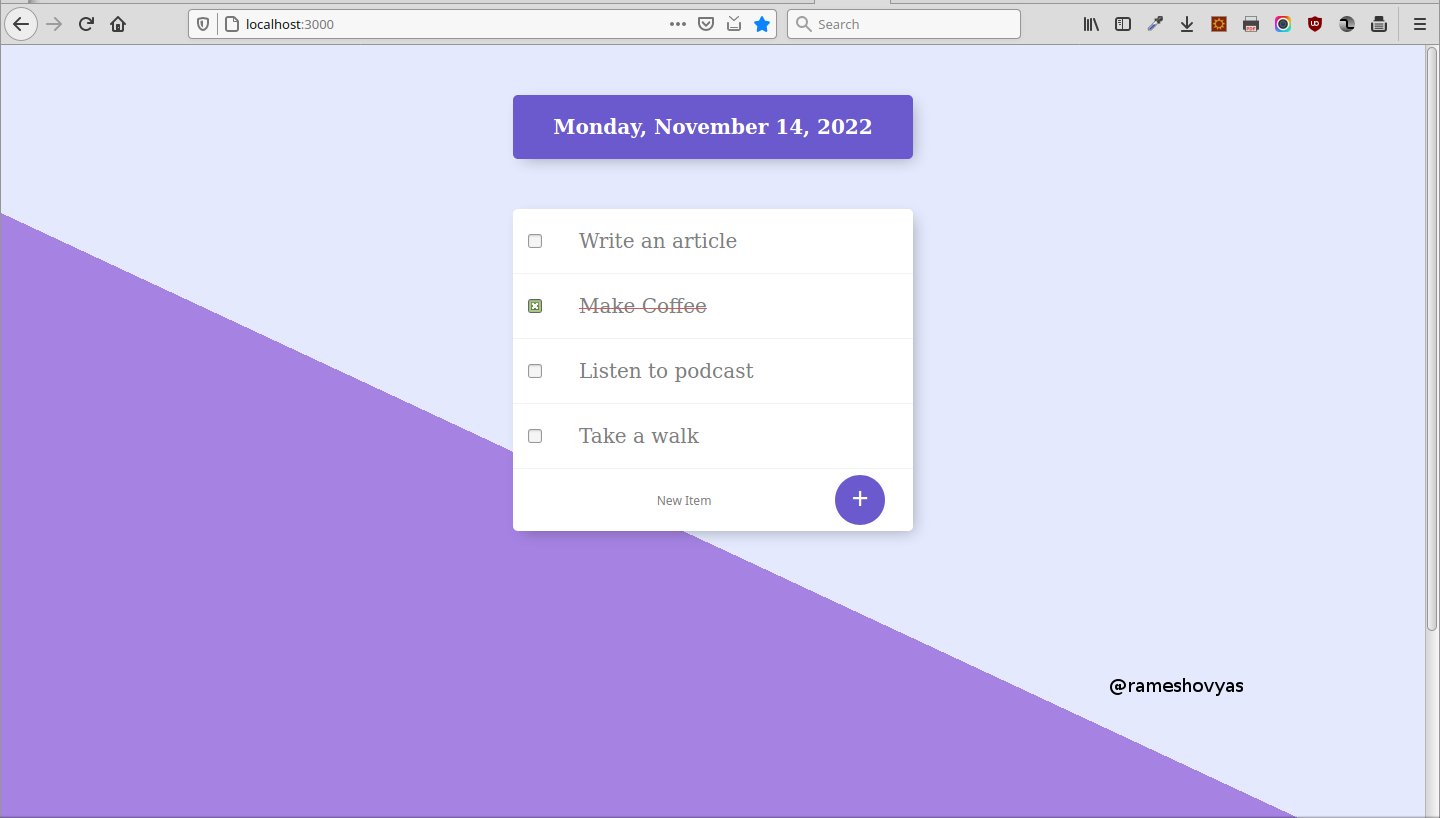 localhost:3000
Search
Monday, November 14, 2022
Write an article
Make Coffee
Listen to podcast
Take a walk
New Item
+
@rameshovyas